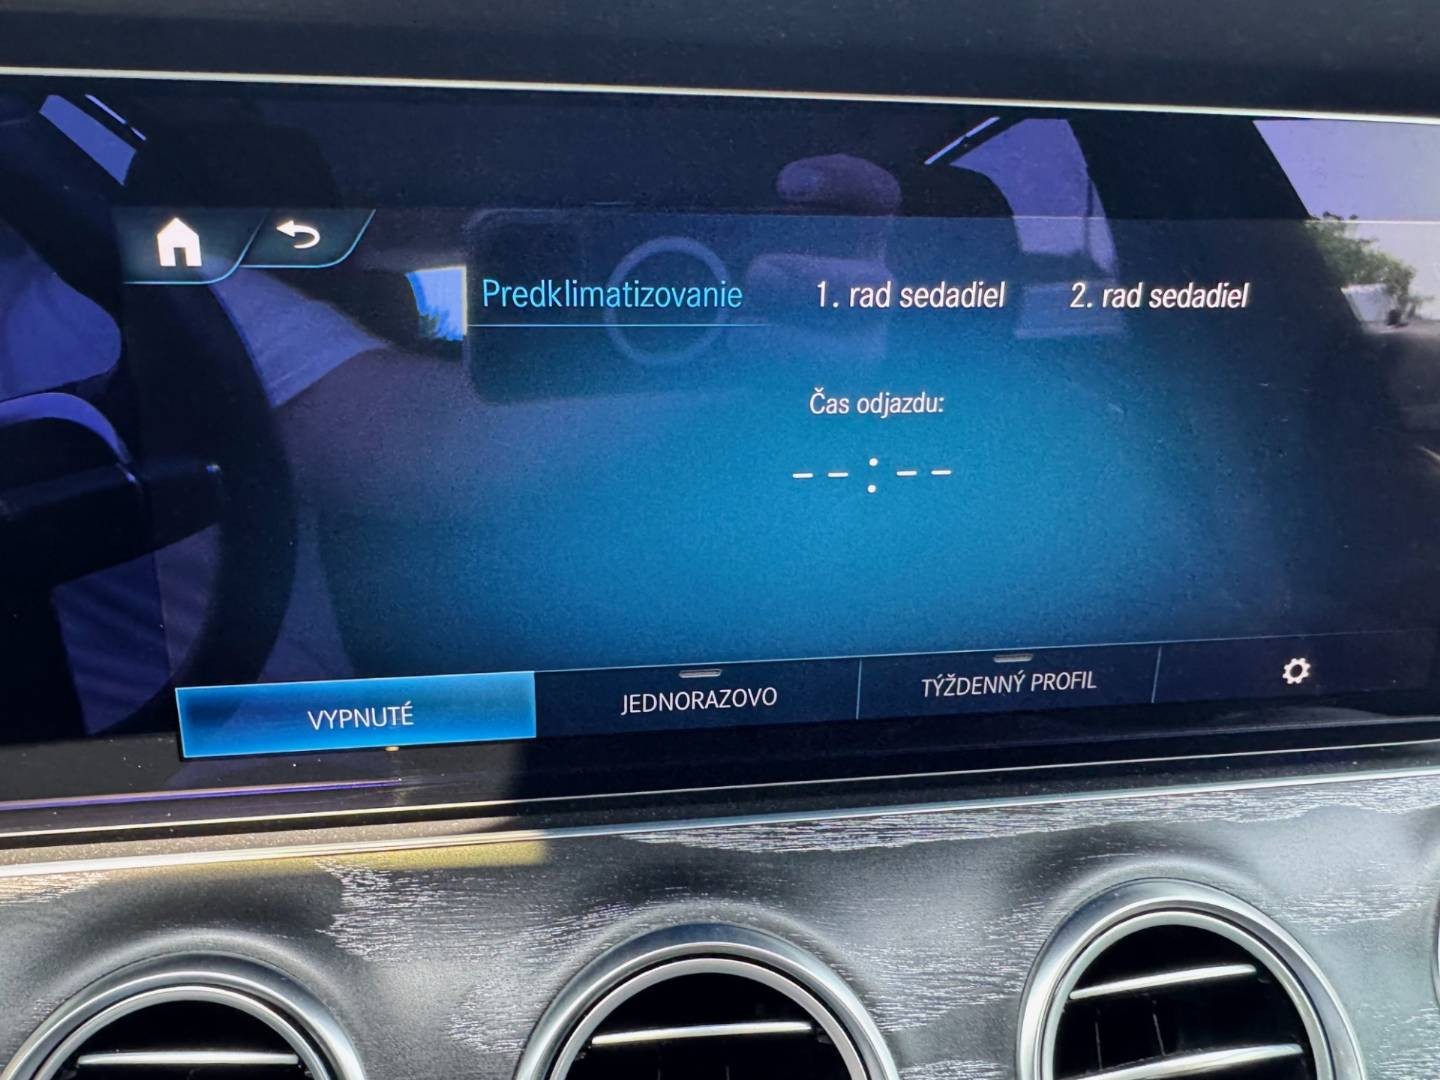 Predklimatizovanie 1. rad sedadiel 2. rad sedadiel
Čas odjazdu:
--:--
VYPNUTÉ JEDNORAZOVO TÝŽDENNÝ PROFIL